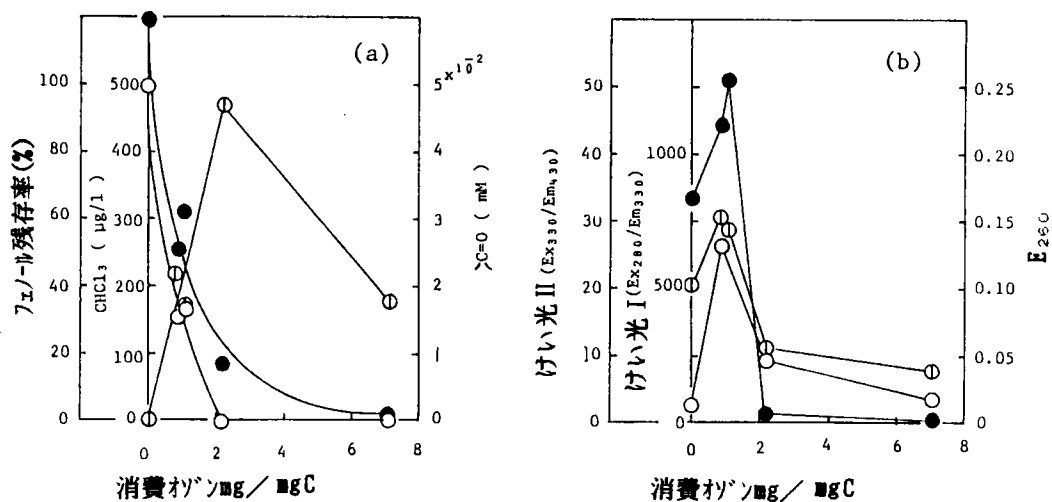 (a)
フェノール残存率(%)
100
80
60
40
20
0
CHCl₃ ( μg/l )
500
400
300
200
100
0
>C=O ( mM )
5×10⁻²
4
3
2
1
0
0 2 4 6 8
消費オゾンmg／mgC
(b)
けい光II(Ex₃₃₀/Em₄₃₀)
50
40
30
20
10
0
けい光I(Ex₂₈₀/Em₃₃₀)
1000
500
0
E₂₆₀
0.25
0.20
0.15
0.10
0.05
0
0 2 4 6 8
消費オゾンmg／mgC